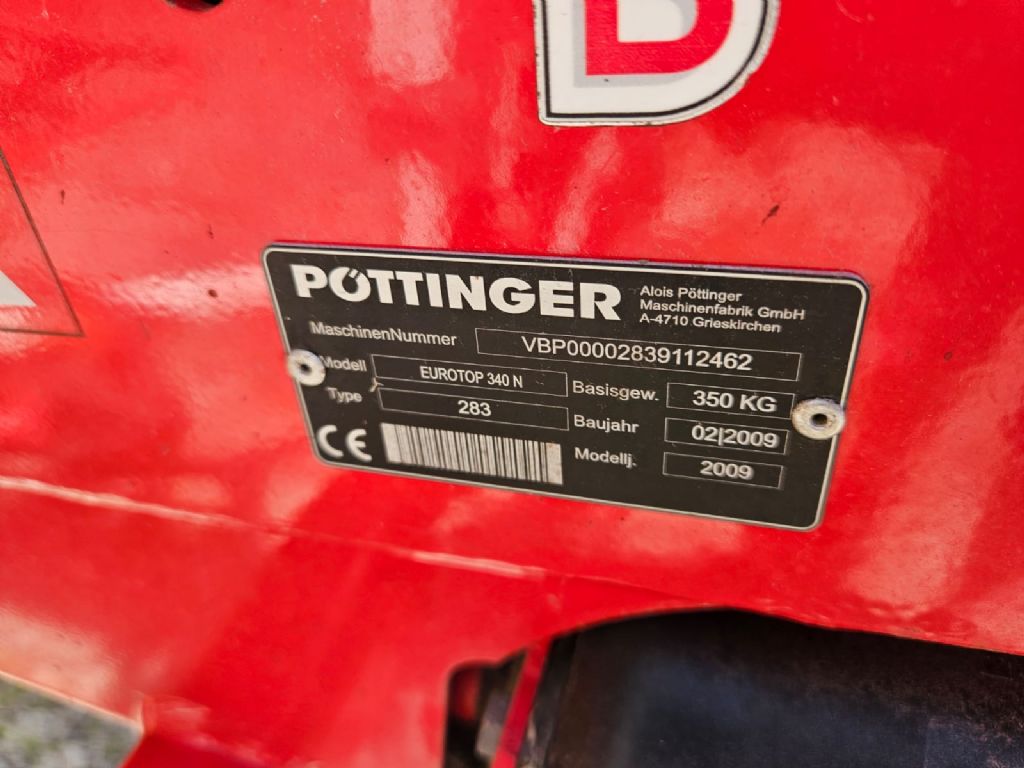 B
PÖTTINGER
Alois Pöttinger
Maschinenfabrik GmbH
A-4710 Grieskirchen
MaschinenNummer VBP00002839112462
Modell EUROTOP 340 N Basisgew. 350 KG
Type 283 Baujahr 02|2009
CE Modellj. 2009